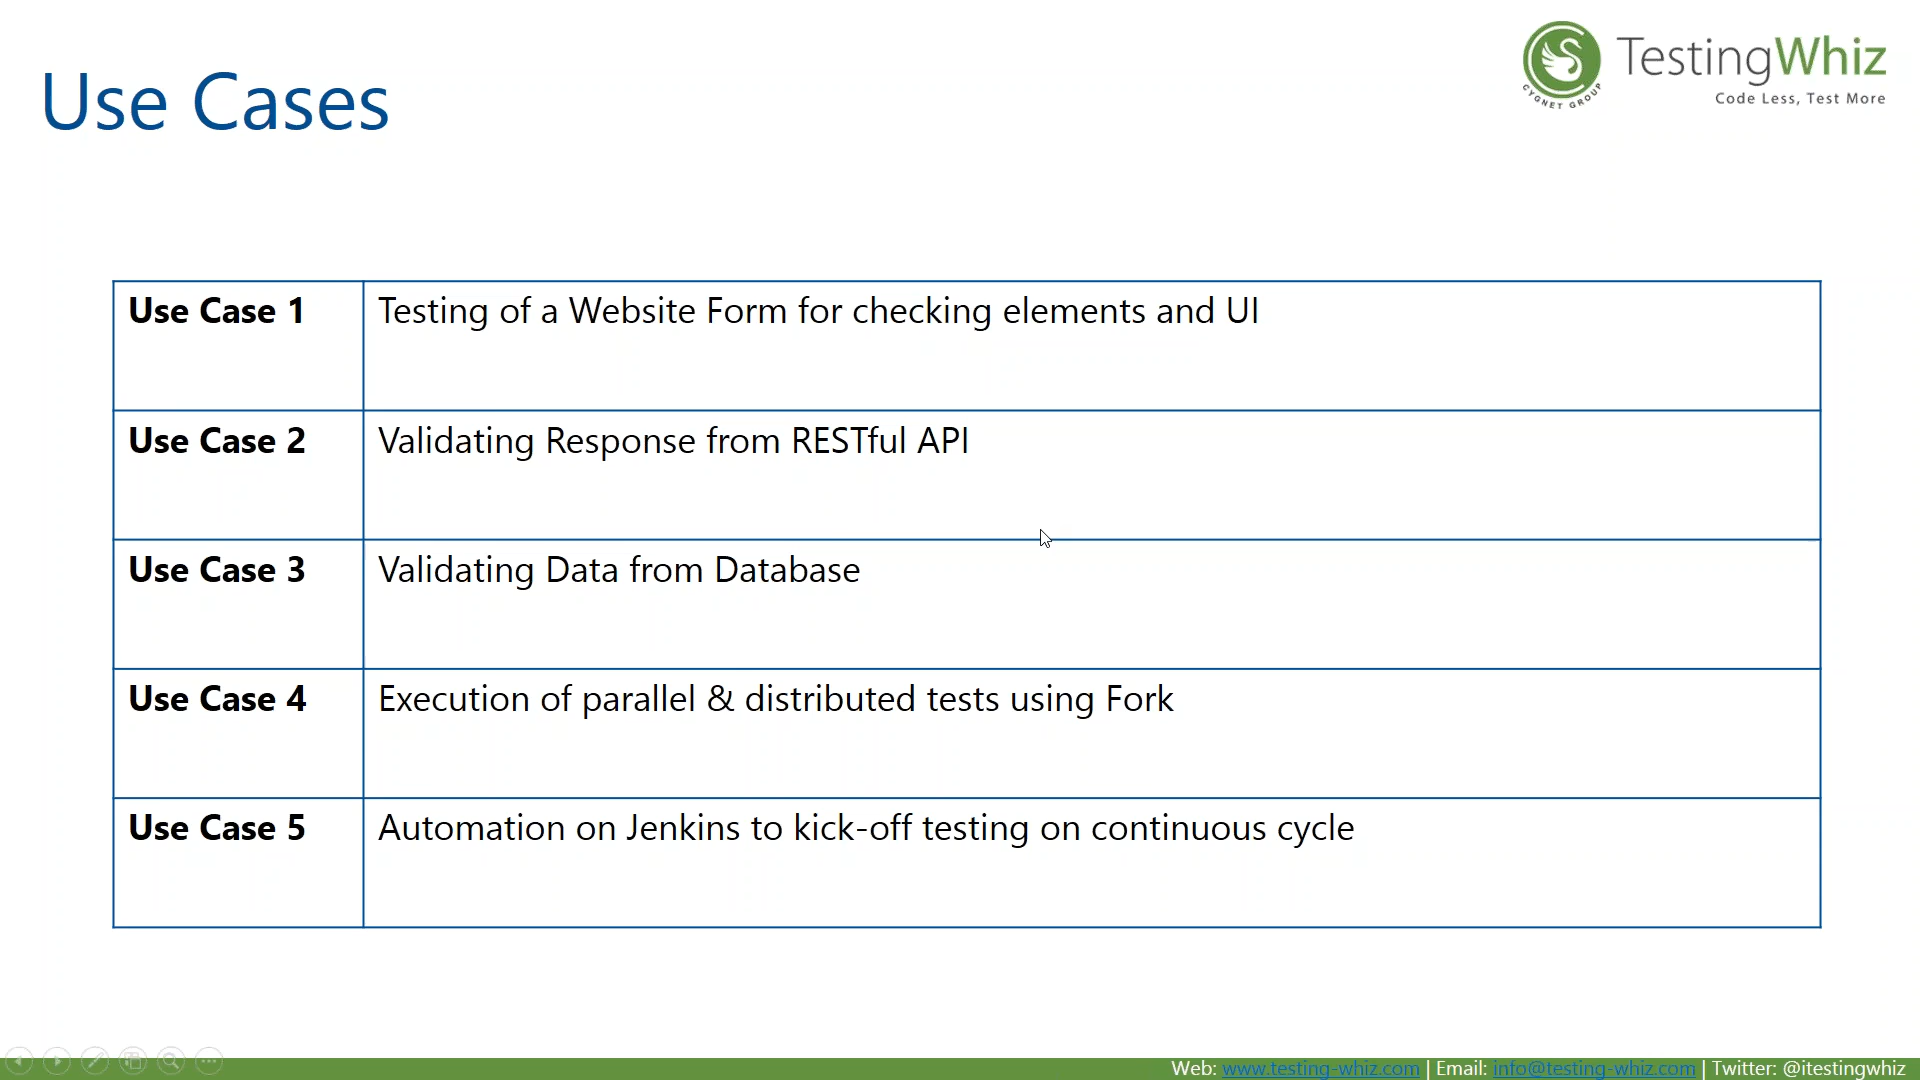 Use Cases
CYGNET GROUP
TestingWhiz
Code Less, Test More
Use Case 1 Testing of a Website Form for checking elements and UI
Use Case 2 Validating Response from RESTful API
Use Case 3 Validating Data from Database
Use Case 4 Execution of parallel & distributed tests using Fork
Use Case 5 Automation on Jenkins to kick-off testing on continuous cycle
Web: www.testing-whiz.com | Email: info@testing-whiz.com | Twitter: @itestingwhiz